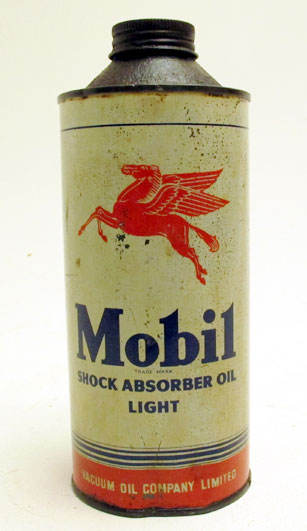 Mobil
TRADE MARK
SHOCK ABSORBER OIL
LIGHT
VACUUM OIL COMPANY LIMITED